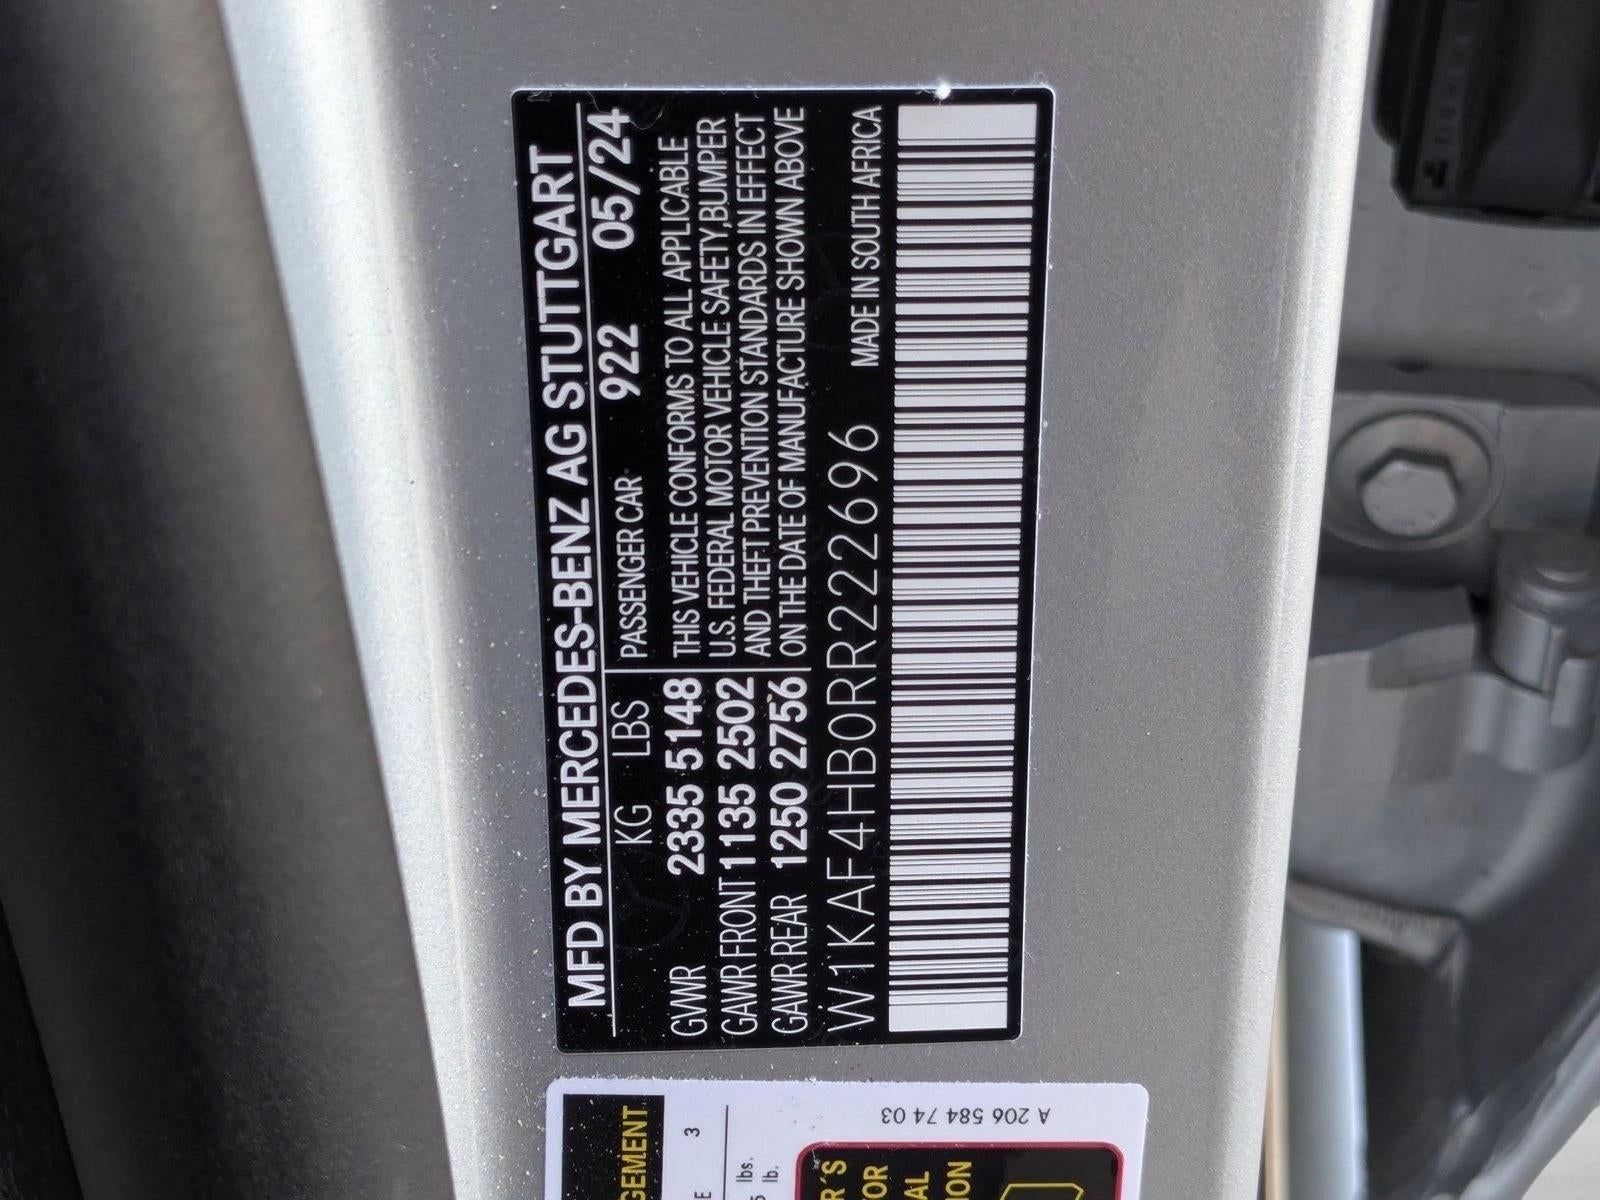 MFD BY MERCEDES-BENZ AG STUTTGART
KG LBS PASSENGER CAR 922 05/24
GVWR 2335 5148 THIS VEHICLE CONFORMS TO ALL APPLICABLE
GAWR FRONT 1135 2502 U.S. FEDERAL MOTOR VEHICLE SAFETY,BUMPER
AND THEFT PREVENTION STANDARDS IN EFFECT
GAWR REAR 1250 2756 ON THE DATE OF MANUFACTURE SHOWN ABOVE
W1KAF4HB0RR222696 MADE IN SOUTH AFRICA
A 206 584 74 03
3
lbs.
lb.